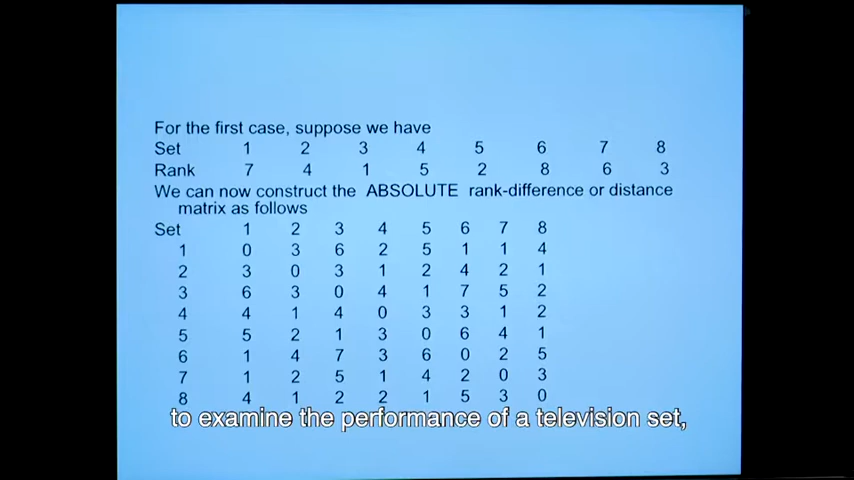 For the first case, suppose we have
Set 1 2 3 4 5 6 7 8
Rank 7 4 1 5 2 8 6 3
We can now construct the ABSOLUTE rank-difference or distance
matrix as follows
Set 1 2 3 4 5 6 7 8
1 0 3 6 2 5 1 1 4
2 3 0 3 1 2 4 2 1
3 6 3 0 4 1 7 5 2
4 4 1 4 0 3 3 1 2
5 5 2 1 3 0 6 4 1
6 1 4 7 3 6 0 2 5
7 1 2 5 1 4 2 0 3
8 4 1 2 2 1 5 3 0
to examine the performance of a television set,